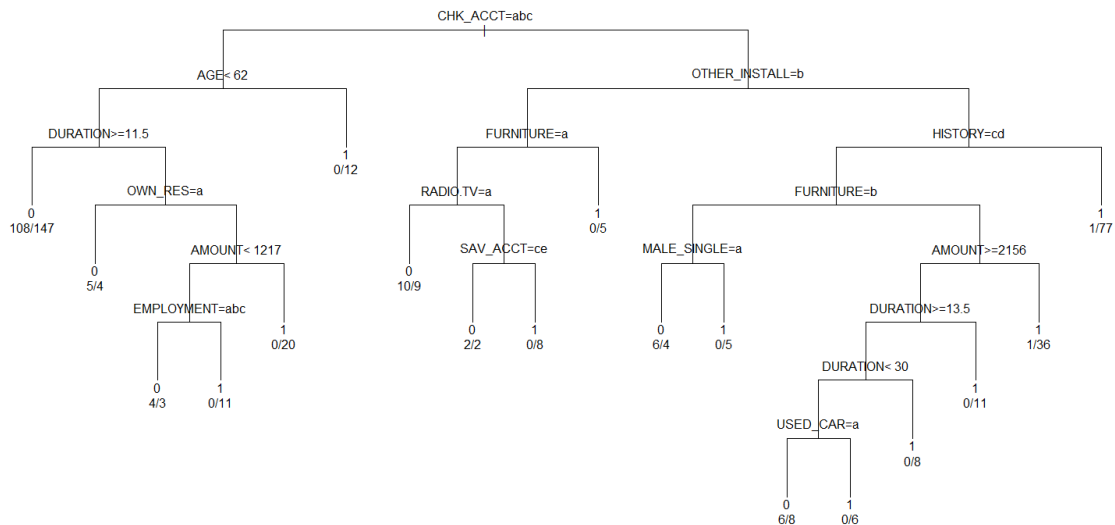 CHK_ACCT=abc
AGE< 62
OTHER_INSTALL=b
DURATION>=11.5
1
0/12
FURNITURE=a
HISTORY=cd
0
108/147
OWN_RES=a
RADIO.TV=a
1
0/5
FURNITURE=b
1
1/77
0
5/4
AMOUNT< 1217
0
10/9
SAV_ACCT=ce
MALE_SINGLE=a
AMOUNT>=2156
EMPLOYMENT=abc
1
0/20
0
2/2
1
0/8
0
6/4
1
0/5
DURATION>=13.5
1
1/36
0
4/3
1
0/11
DURATION< 30
1
0/11
USED_CAR=a
1
0/8
0
6/8
1
0/6